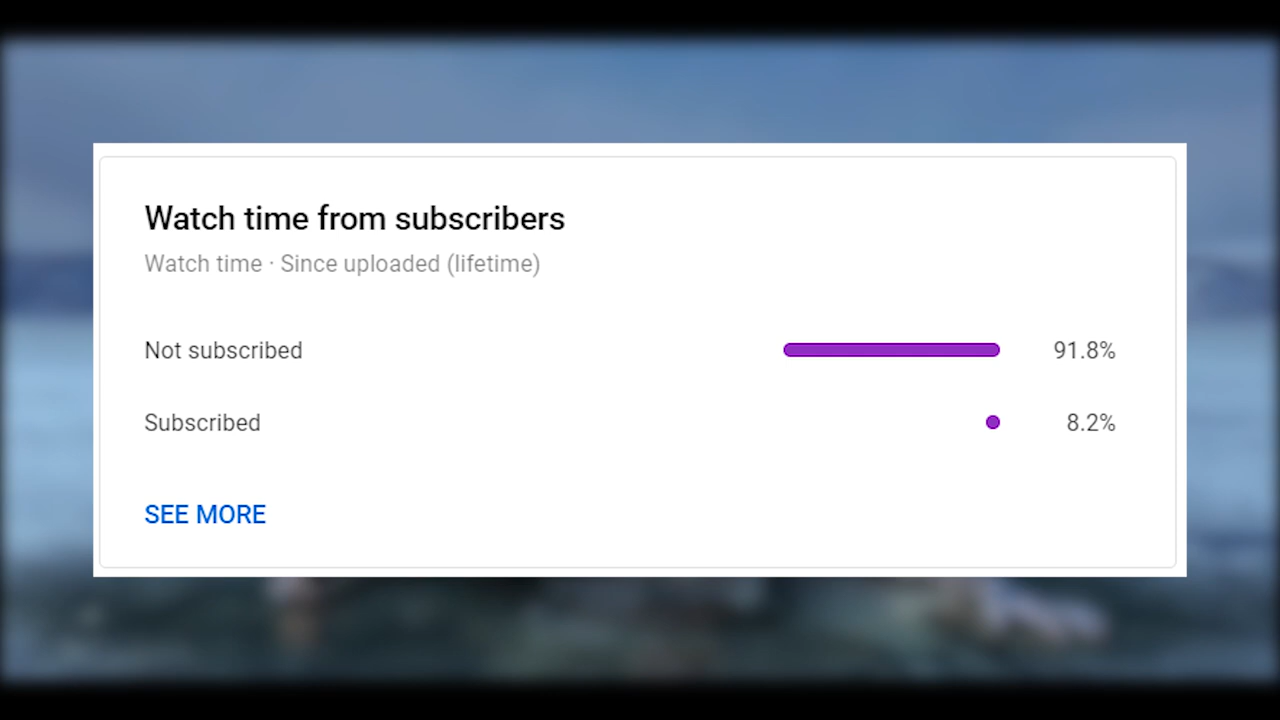 Watch time from subscribers
Watch time · Since uploaded (lifetime)
Not subscribed 91.8%
Subscribed 8.2%
SEE MORE